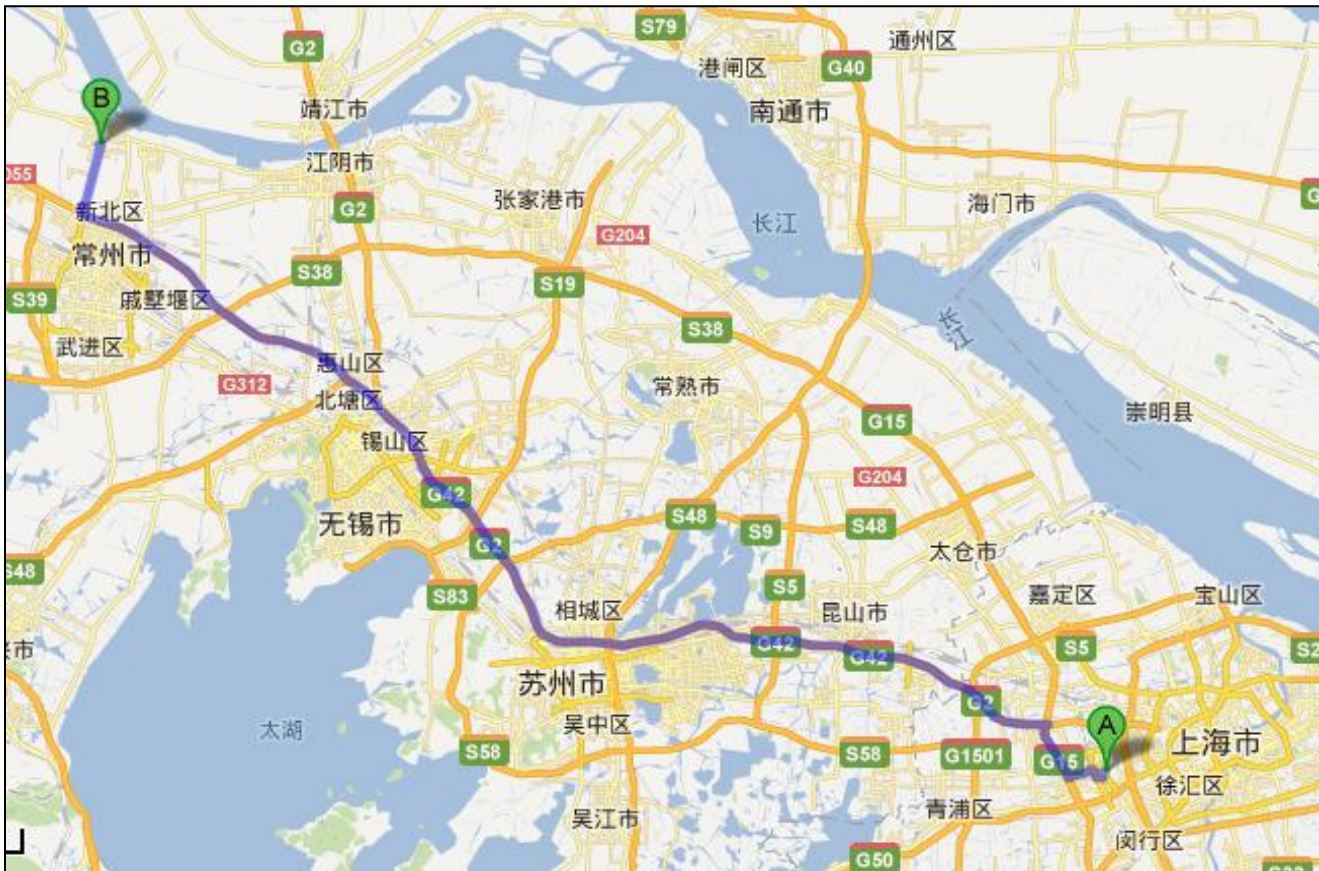 S79
通州区
G2
港闸区
G40
B
靖江市
南通市
江阴市
055
张家港市
海门市
G
新北区
G2
长江
G204
常州市
S38
S19
S39
戚墅堰区
长江
S38
武进区
惠山区
G312
常熟市
北塘区
崇明县
G15
锡山区
G204
G42
无锡市
S48
S9
S48
G2
太仓市
S48
S5
S83
相城区
昆山市
嘉定区
宝山区
G42
S5
S2
G42
苏州市
G2
吴中区
A
太湖
上海市
S58
S58
G1501
G15
徐汇区
青浦区
吴江市
闵行区
G50